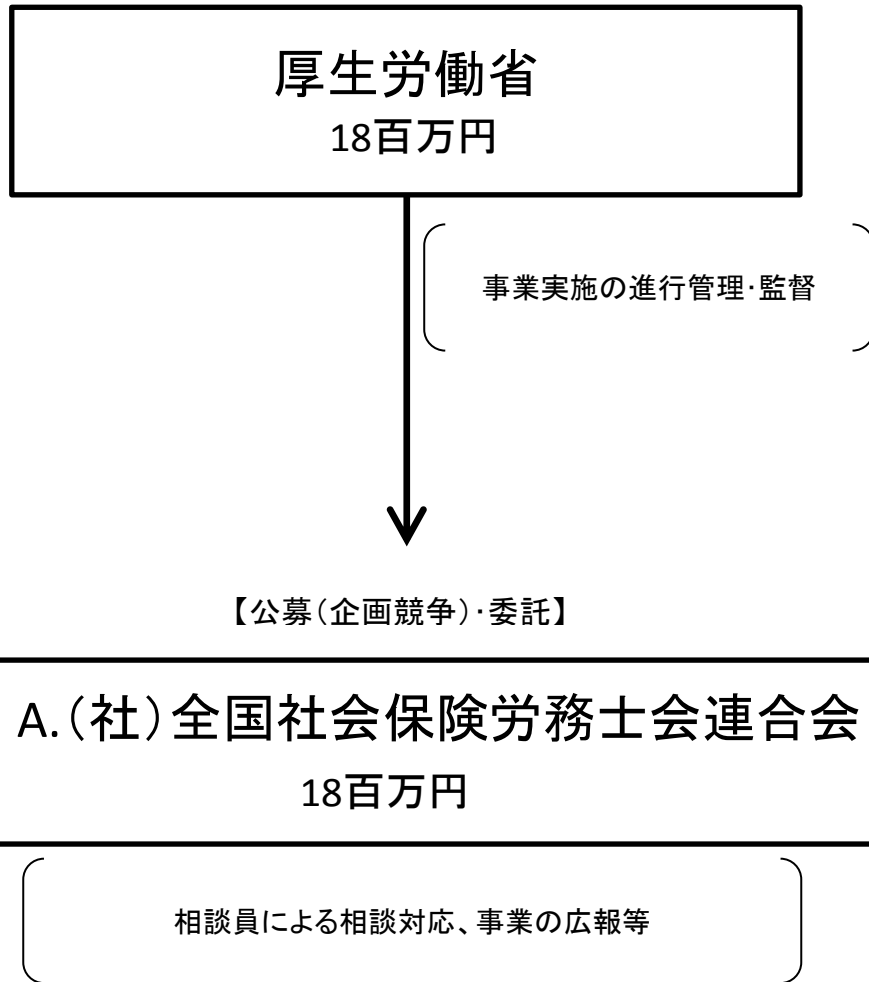 厚生労働省
18百万円
事業実施の進行管理・監督
【公募(企画競争)・委託】
A.(社)全国社会保険労務士会連合会
18百万円
相談員による相談対応、事業の広報等